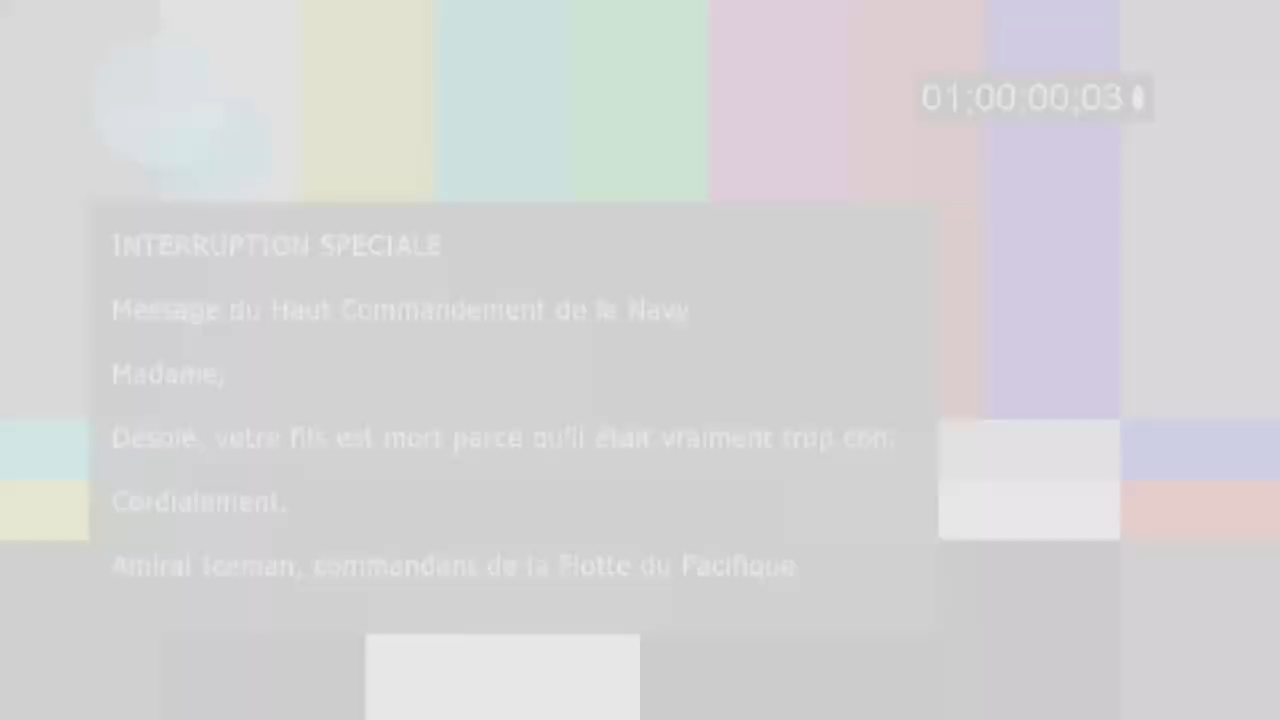 01;00;00;03
INTERRUPTION SPECIALE
Message du Haut Commandement de la Navy
Madame,
Désolé, votre fils est mort parce qu'il était vraiment trop con.
Cordialement,
Amiral Iceman, commandant de la Flotte du Pacifique